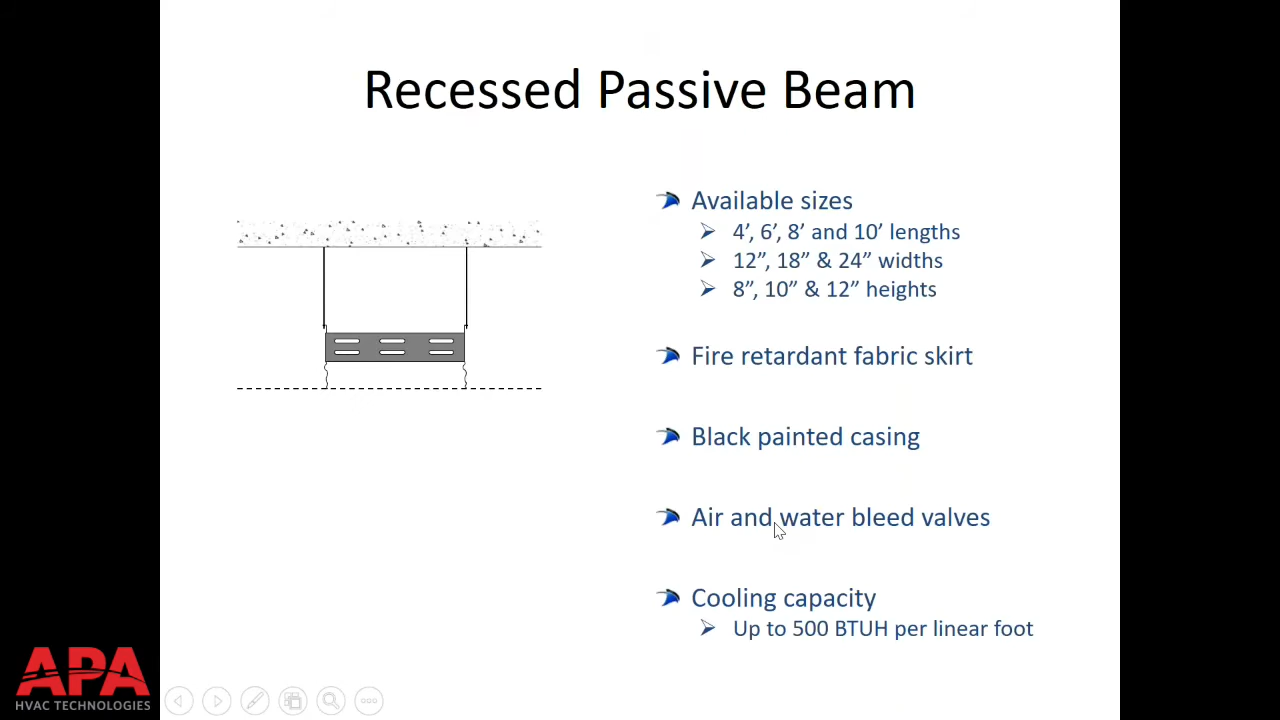 Recessed Passive Beam
Available sizes
4’, 6’, 8’ and 10’ lengths
12”, 18” & 24” widths
8”, 10” & 12” heights
Fire retardant fabric skirt
Black painted casing
Air and water bleed valves
Cooling capacity
Up to 500 BTUH per linear foot
APA
HVAC TECHNOLOGIES